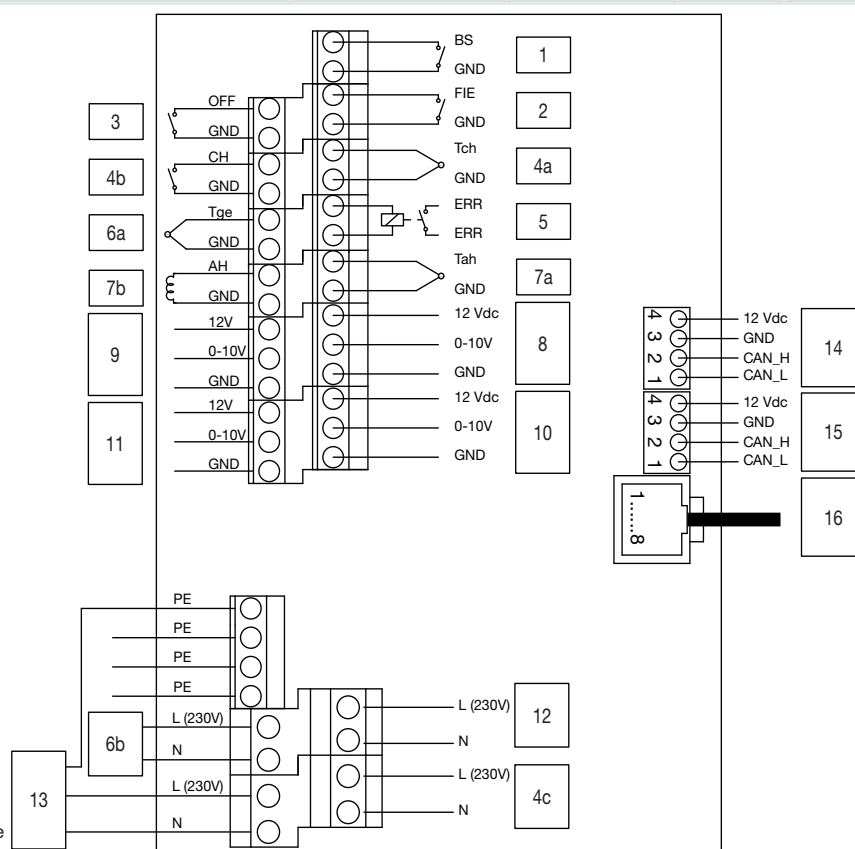 BS
1
GND
OFF
FIE
3
2
GND
GND
CH
Tch
4b
4a
GND
GND
Tge
ERR
6a
5
GND
ERR
AH
Tah
7b
7a
GND
GND
12V
12 Vdc
9
0-10V
0-10V
8
GND
GND
12V
12 Vdc
11
0-10V
0-10V
10
GND
GND
4
12 Vdc
3
GND
14
2
CAN_H
1
CAN_L
4
12 Vdc
3
GND
15
2
CAN_H
1
CAN_L
1......8
16
PE
PE
PE
PE
L (230V)
L (230V)
6b
12
N
N
L (230V)
L (230V)
13
4c
N
N
e